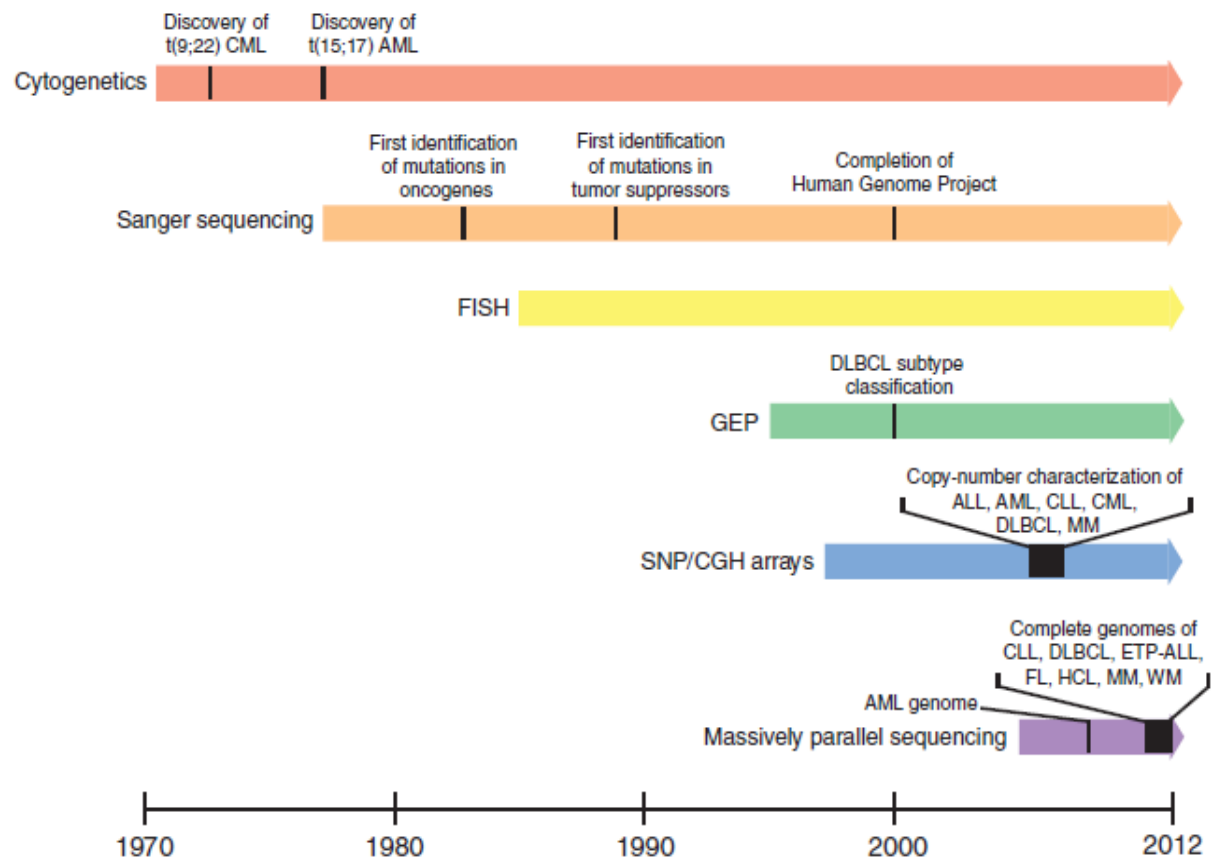 Discovery of
t(9;22) CML
Discovery of
t(15;17) AML
Cytogenetics
First identification
of mutations in
oncogenes
First identification
of mutations in
tumor suppressors
Completion of
Human Genome Project
Sanger sequencing
FISH
DLBCL subtype
classification
GEP
Copy-number characterization of
ALL, AML, CLL, CML,
DLBCL, MM
SNP/CGH arrays
Complete genomes of
CLL, DLBCL, ETP-ALL,
FL, HCL, MM, WM
AML genome
Massively parallel sequencing
1970 1980 1990 2000 2012